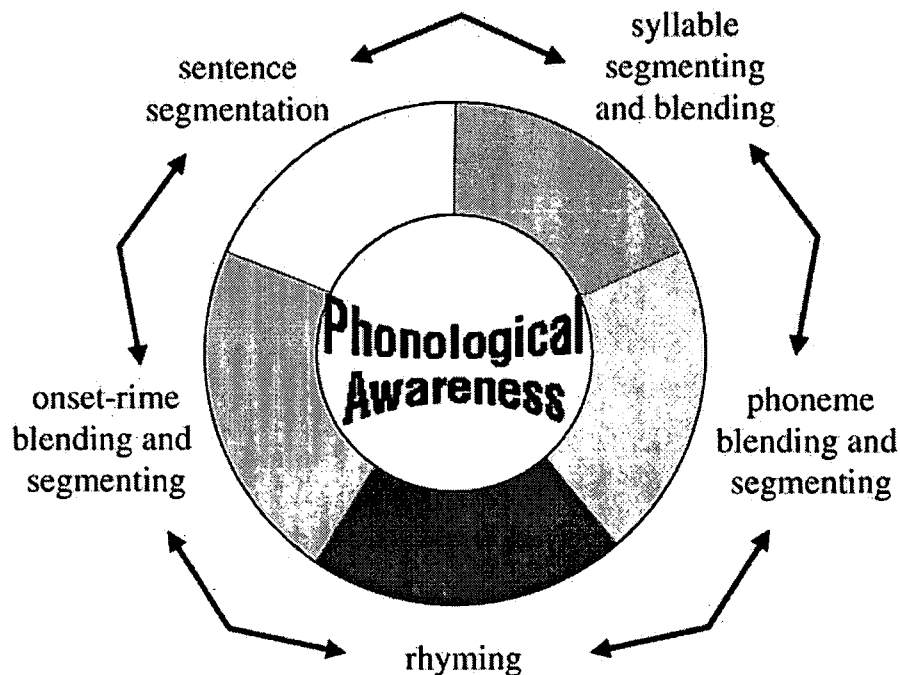 sentence
segmentation
syllable
segmenting
and blending
Phonological
Awareness
onset-rime
blending and
segmenting
phoneme
blending and
segmenting
rhyming